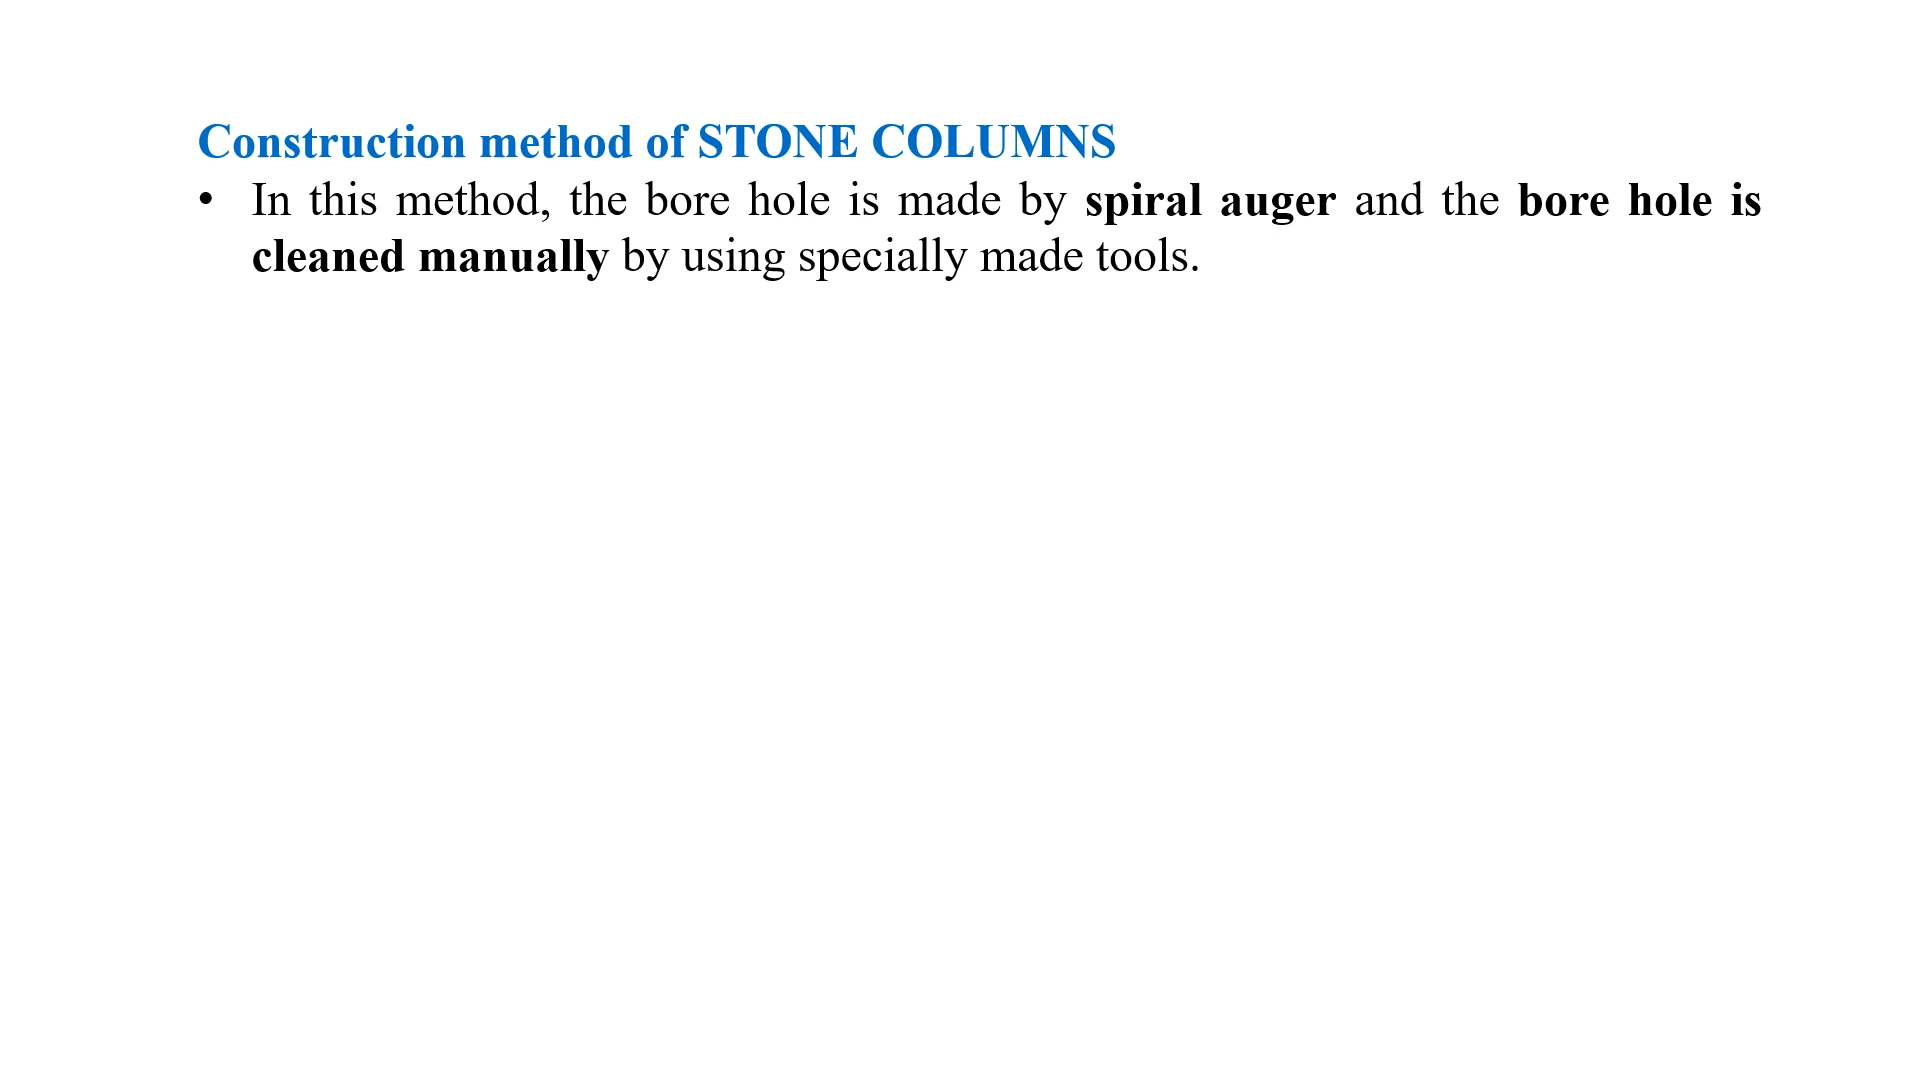 Construction method of STONE COLUMNS
• In this method, the bore hole is made by spiral auger and the bore hole is
cleaned manually by using specially made tools.